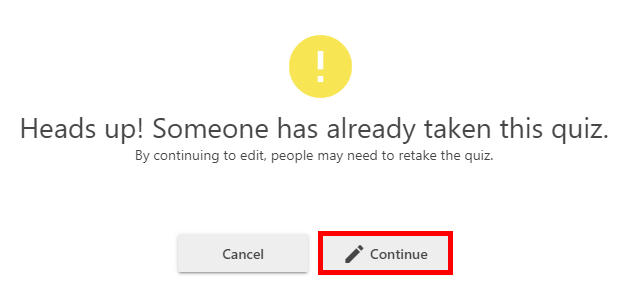 Heads up! Someone has already taken this quiz.
By continuing to edit, people may need to retake the quiz.
Cancel
Continue